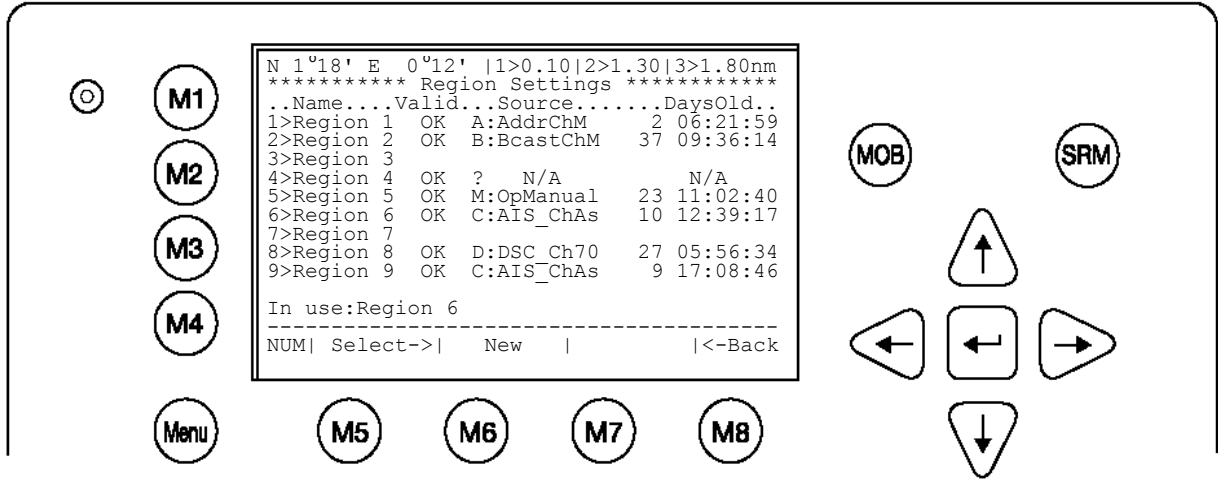 N 1°18' E  0°12' |1>0.10|2>1.30|3>1.80nm
*********** Region Settings ************
..Name....Valid...Source.......DaysOld..
1>Region 1  OK  A:AddrChM    2 06:21:59
2>Region 2  OK  B:BcastChM  37 09:36:14
3>Region 3
4>Region 4  OK  ?  N/A         N/A
5>Region 5  OK  M:OpManual  23 11:02:40
6>Region 6  OK  C:AIS_ChAs  10 12:39:17
7>Region 7
8>Region 8  OK  D:DSC_Ch70  27 05:56:34
9>Region 9  OK  C:AIS_ChAs   9 17:08:46
In use:Region 6
----------------------------------------
NUM| Select->|  New  |  |<-Back
M1
M2
M3
M4
Menu
M5
M6
M7
M8
MOB
SRM